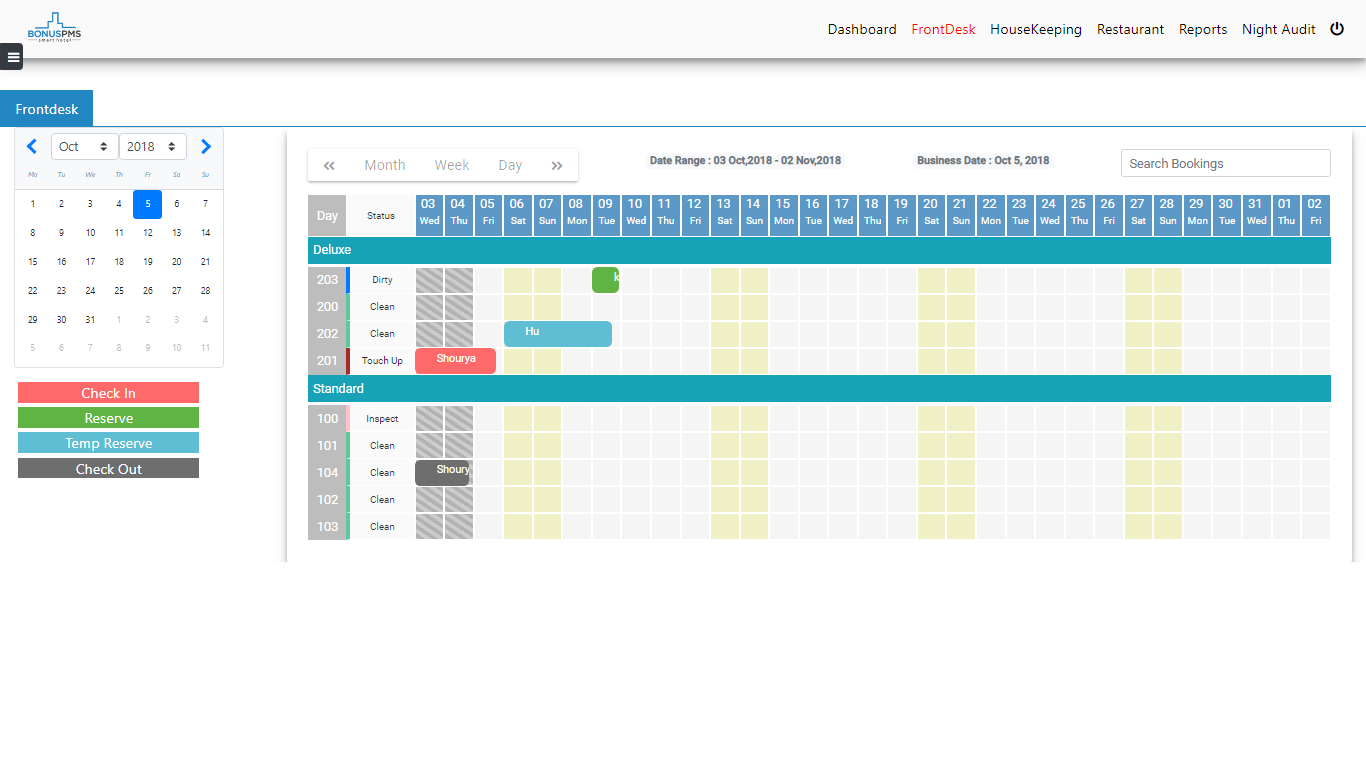 BONUSPMS
smart hotel
Dashboard FrontDesk HouseKeeping Restaurant Reports Night Audit
Frontdesk
Oct 2018
Mo Tu We Th Fr Sa Su
1 2 3 4 5 6 7
8 9 10 11 12 13 14
15 16 17 18 19 20 21
22 23 24 25 26 27 28
29 30 31 1 2 3 4
5 6 7 8 9 10 11
Check In
Reserve
Temp Reserve
Check Out
« Month Week Day »
Date Range : 03 Oct,2018 - 02 Nov,2018
Business Date : Oct 5, 2018
Search Bookings
Day Status
03 04 05 06 07 08 09 10 11 12 13 14 15 16 17 18 19 20 21 22 23 24 25 26 27 28 29 30 31 01 02
Wed Thu Fri Sat Sun Mon Tue Wed Thu Fri Sat Sun Mon Tue Wed Thu Fri Sat Sun Mon Tue Wed Thu Fri Sat Sun Mon Tue Wed Thu Fri
Deluxe
203 Dirty
200 Clean
202 Clean Hu
201 Touch Up Shourya
Standard
100 Inspect
101 Clean
104 Clean Shoury
102 Clean
103 Clean